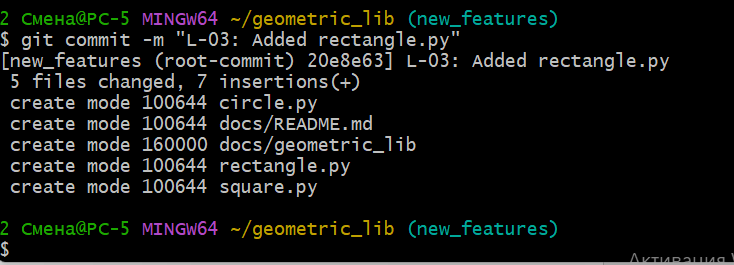 2 Смена@PC-5 MINGW64 ~/geometric_lib (new_features)
$ git commit -m "L-03: Added rectangle.py"
[new_features (root-commit) 20e8e63] L-03: Added rectangle.py
 5 files changed, 7 insertions(+)
 create mode 100644 circle.py
 create mode 100644 docs/README.md
 create mode 160000 docs/geometric_lib
 create mode 100644 rectangle.py
 create mode 100644 square.py
2 Смена@PC-5 MINGW64 ~/geometric_lib (new_features)
$
Активация